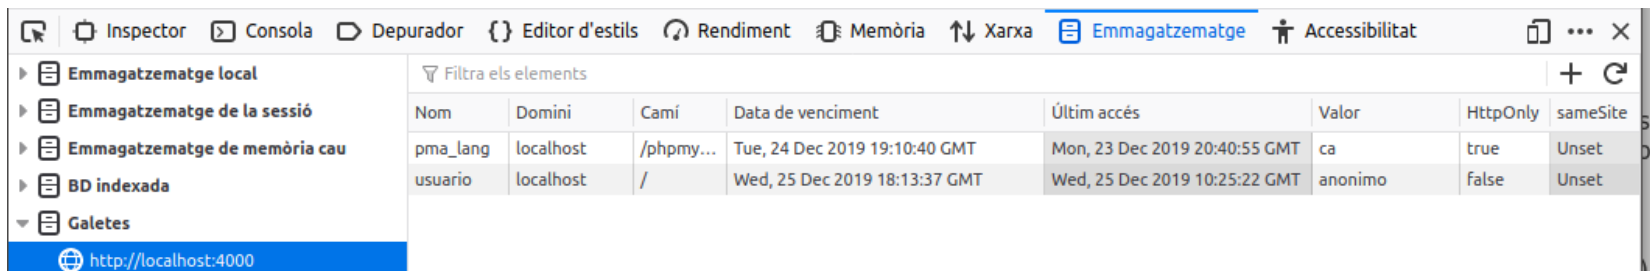 Inspector Consola Depurador Editor d'estils Rendiment Memòria Xarxa Emmagatzematge Accessibilitat
Emmagatzematge local
Emmagatzematge de la sessió
Emmagatzematge de memòria cau
BD indexada
Galetes
http://localhost:4000
Filtra els elements
Nom Domini Camí Data de venciment Últim accés Valor HttpOnly sameSite
pma_lang localhost /phpmy... Tue, 24 Dec 2019 19:10:40 GMT Mon, 23 Dec 2019 20:40:55 GMT ca true Unset
usuario localhost / Wed, 25 Dec 2019 18:13:37 GMT Wed, 25 Dec 2019 10:25:22 GMT anonimo false Unset